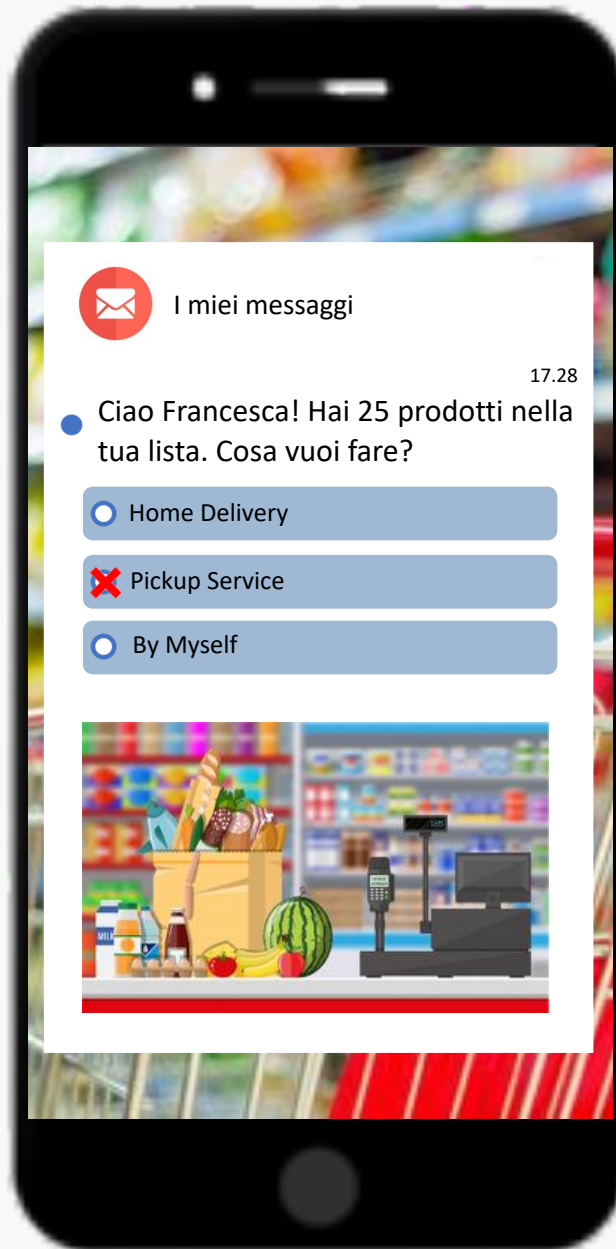 I miei messaggi
17.28
Ciao Francesca! Hai 25 prodotti nella
tua lista. Cosa vuoi fare?
Home Delivery
Pickup Service
By Myself
MILK